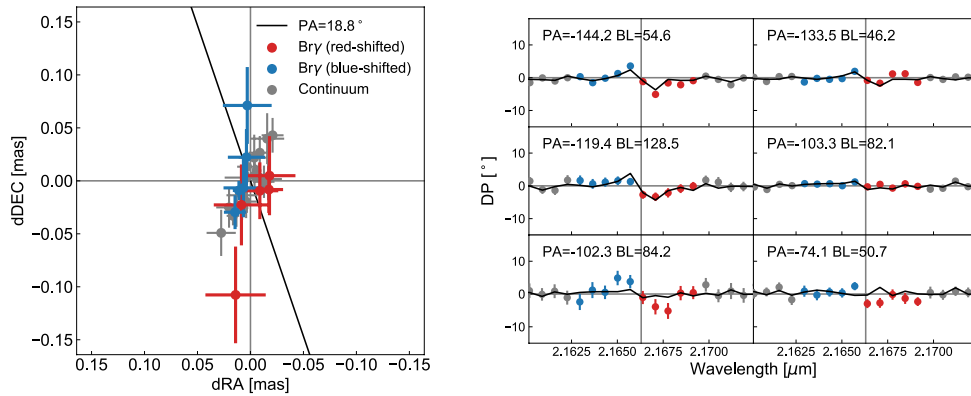 PA=18.8°
Brγ (red-shifted)
Brγ (blue-shifted)
Continuum
0.15
0.10
0.05
0.00
−0.05
−0.10
−0.15
dDEC [mas]
0.15 0.10 0.05 0.00 −0.05 −0.10 −0.15
dRA [mas]
PA=-144.2 BL=54.6 PA=-133.5 BL=46.2
10
0
−10
PA=-119.4 BL=128.5 PA=-103.3 BL=82.1
10
0
−10
DP [°]
PA=-102.3 BL=84.2 PA=-74.1 BL=50.7
10
0
−10
2.1625 2.1650 2.1675 2.1700 2.1625 2.1650 2.1675 2.1700
Wavelength [μm]